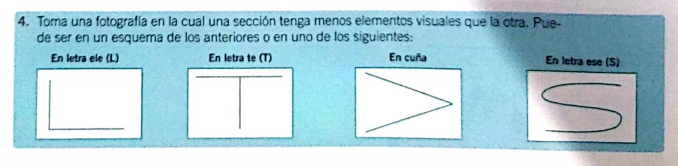 4. Toma una fotografía en la cual una sección tenga menos elementos visuales que la otra. Pue-
de ser en un esquema de los anteriores o en uno de los siguientes:
En letra ele (L) En letra te (T) En cuña En letra ese (S)